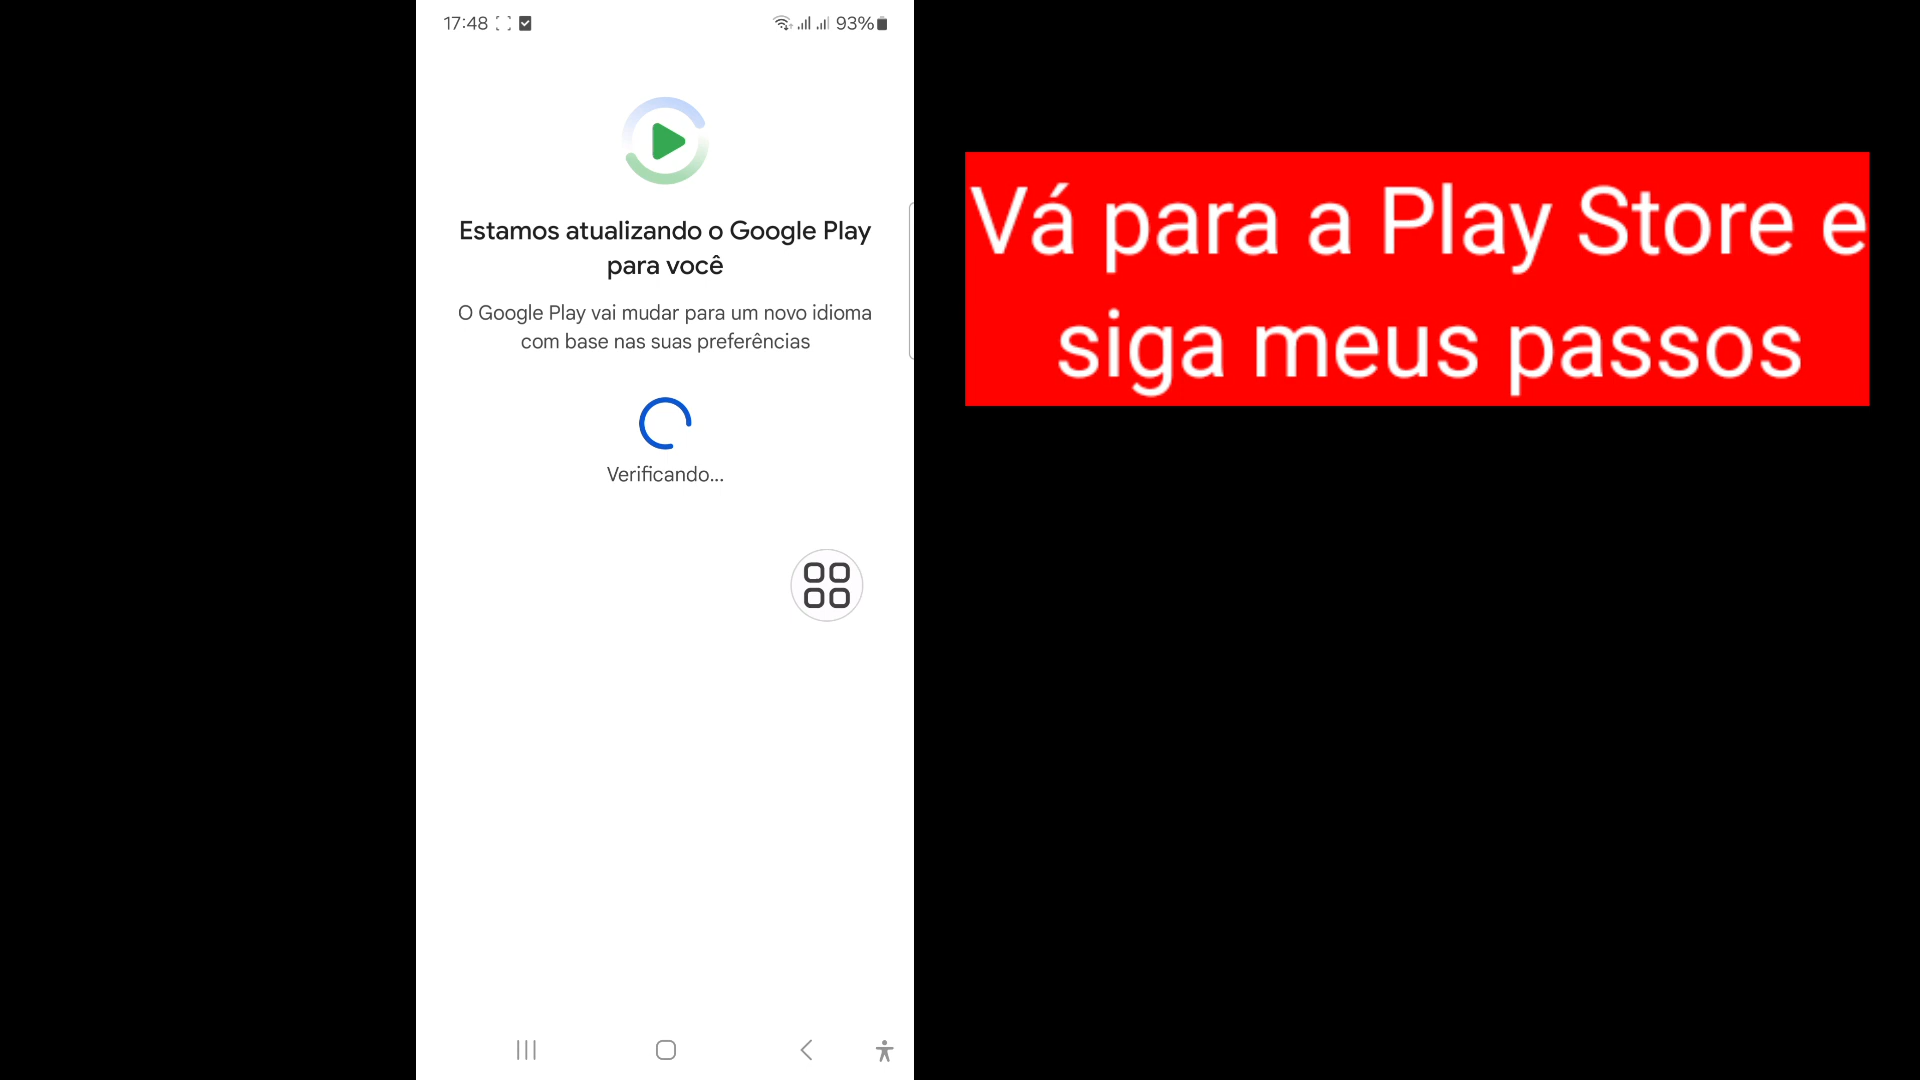 17:48
93%
Estamos atualizando o Google Play
para você
O Google Play vai mudar para um novo idioma
com base nas suas preferências
Verificando...
Vá para a Play Store e
siga meus passos